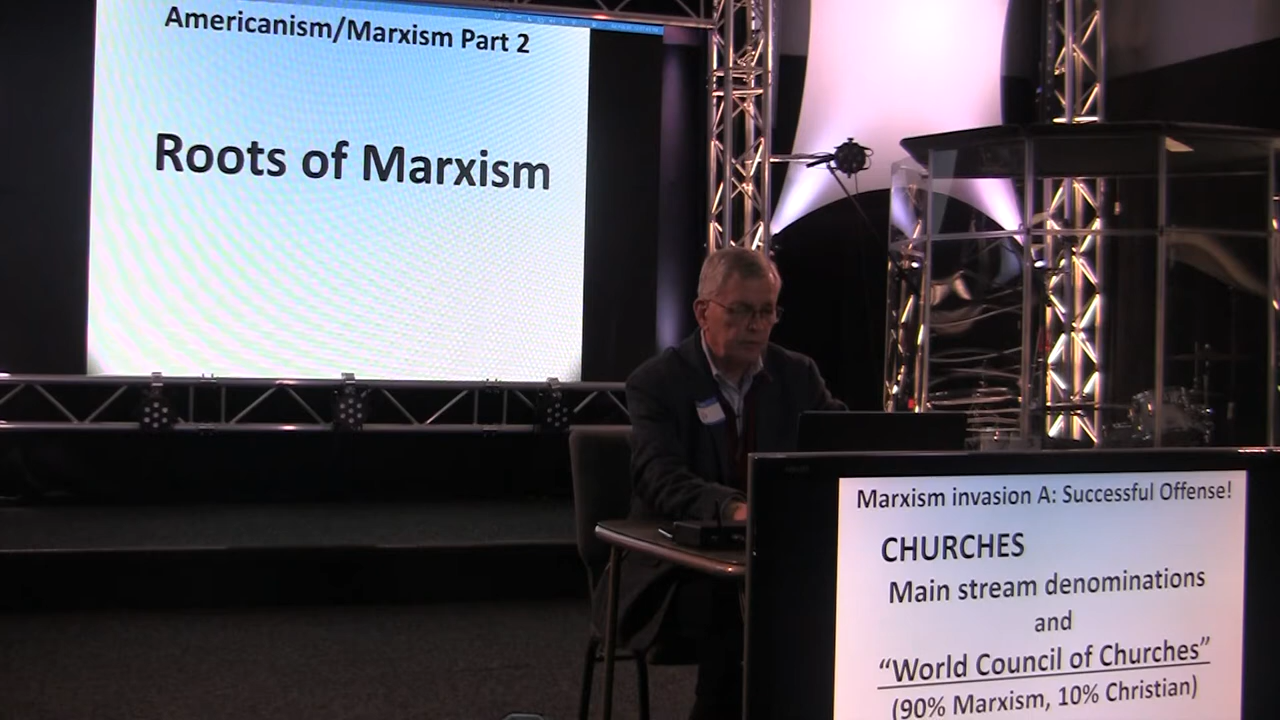 Americanism/Marxism Part 2
Roots of Marxism
Marxism invasion A: Successful Offense!
CHURCHES
Main stream denominations
and
“World Council of Churches”
(90% Marxism, 10% Christian)